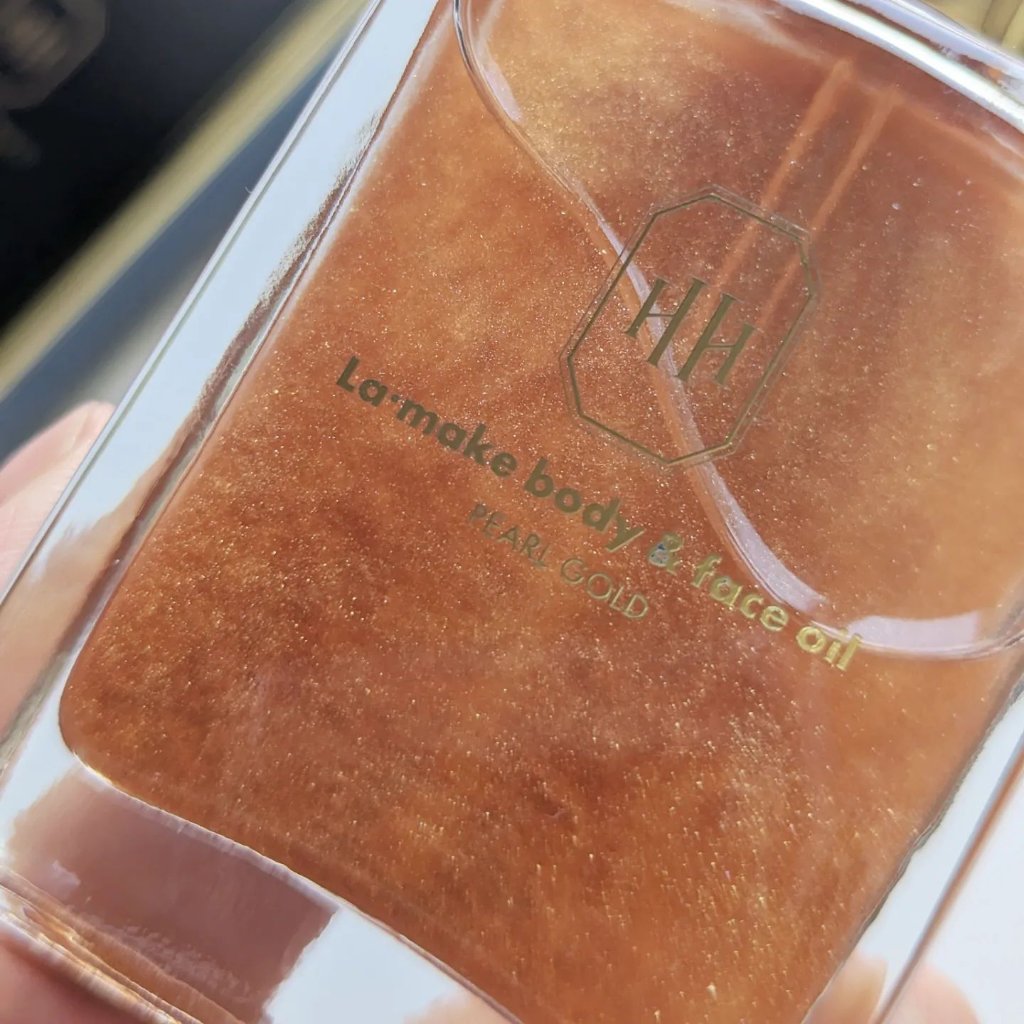 HH
La·make body & face oil
PEARL GOLD